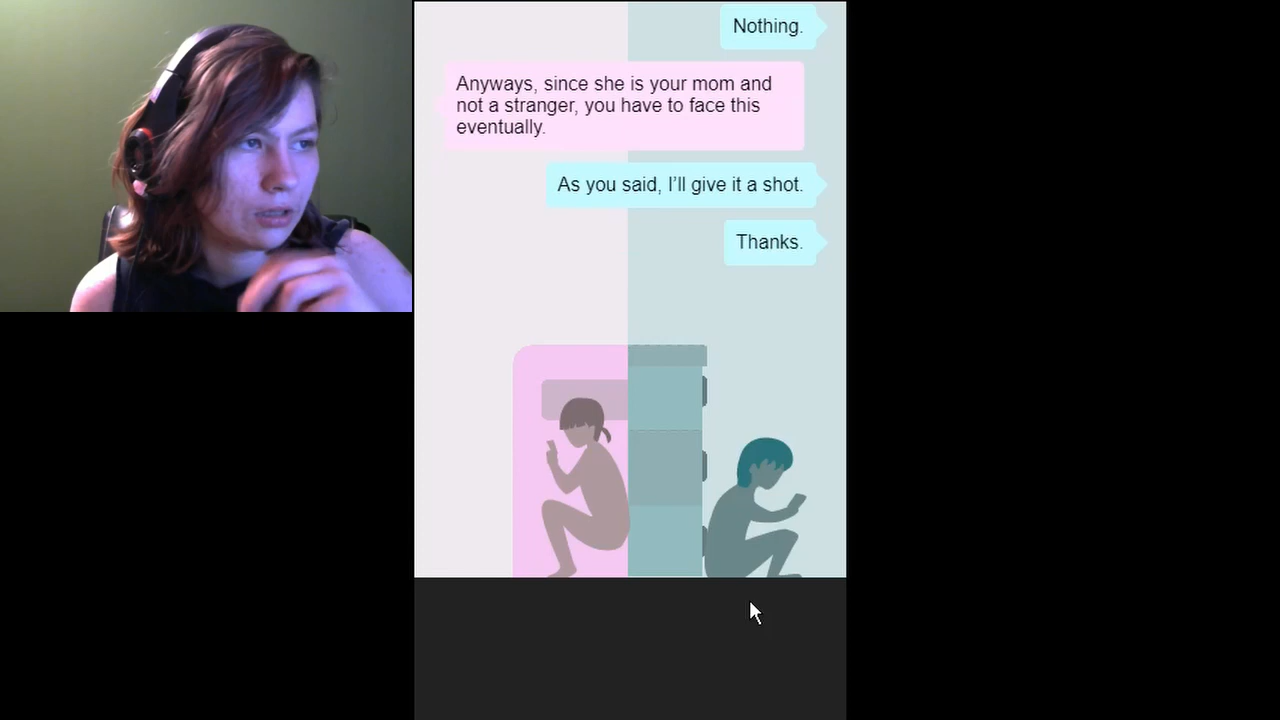 Nothing.
Anyways, since she is your mom and
not a stranger, you have to face this
eventually.
As you said, I’ll give it a shot.
Thanks.